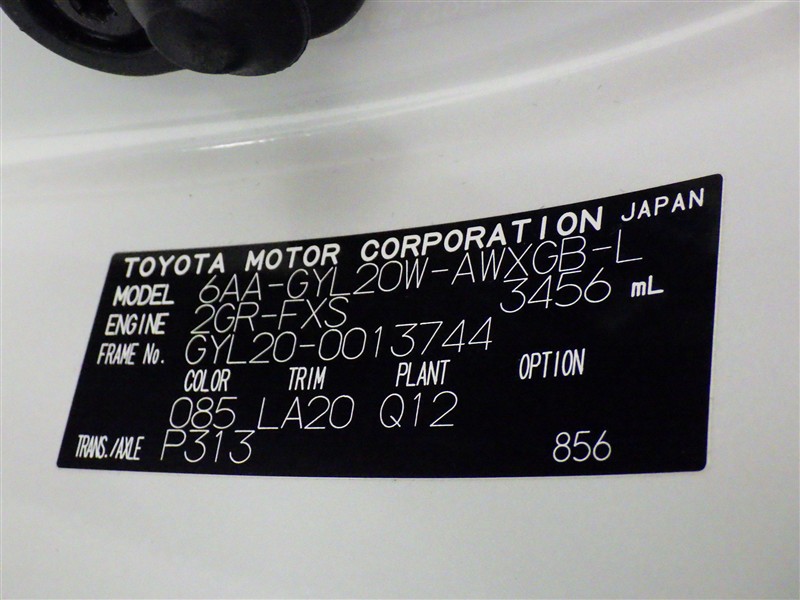 TOYOTA MOTOR CORPORATION JAPAN
MODEL 6AA-GYL20W-AWXGB-L
ENGINE 2GR-FXS 3456 mL
FRAME No. GYL20-0013744
COLOR TRIM PLANT OPTION
085 LA20 Q12
TRANS./AXLE P313 856